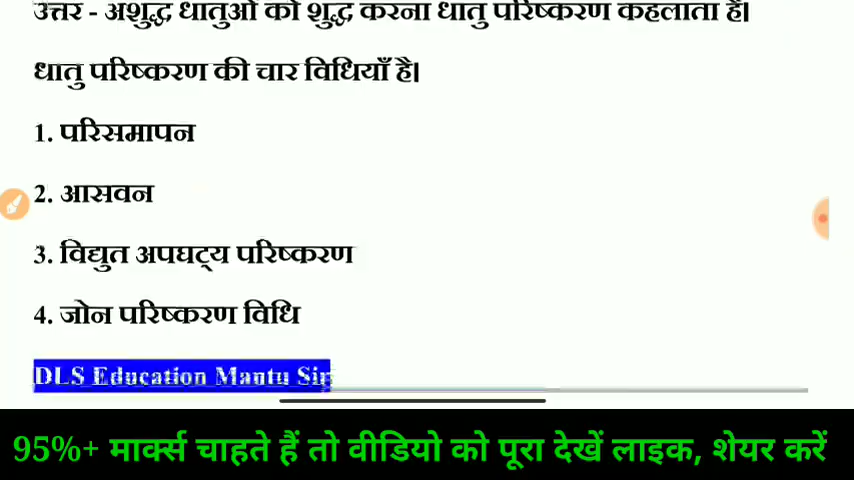 उत्तर - अशुद्ध धातुओं को शुद्ध करना धातु परिष्करण कहलाता हैं।
धातु परिष्करण की चार विधियाँ है।
1. परिसमापन
2. आसवन
3. विद्युत अपघट्य परिष्करण
4. जोन परिष्करण विधि
DLS Education Mantu Sir
95%+ मार्क्स चाहते हैं तो वीडियो को पूरा देखें लाइक, शेयर करें